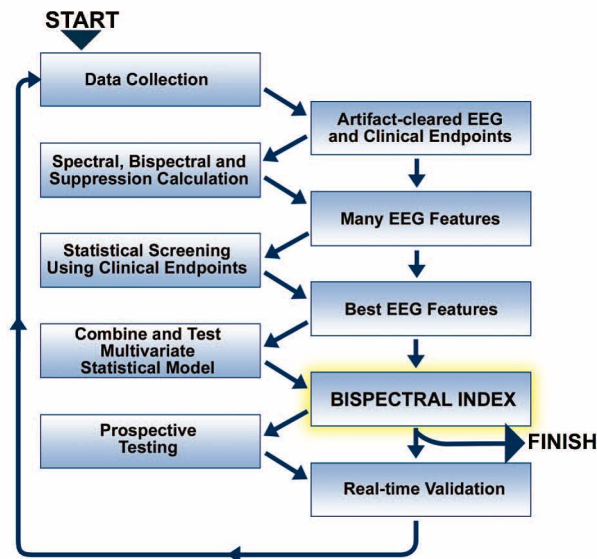 START
Data Collection
Artifact-cleared EEG
and Clinical Endpoints
Spectral, Bispectral and
Suppression Calculation
Many EEG Features
Statistical Screening
Using Clinical Endpoints
Best EEG Features
Combine and Test
Multivariate
Statistical Model
BISPECTRAL INDEX
Prospective
Testing
FINISH
Real-time Validation